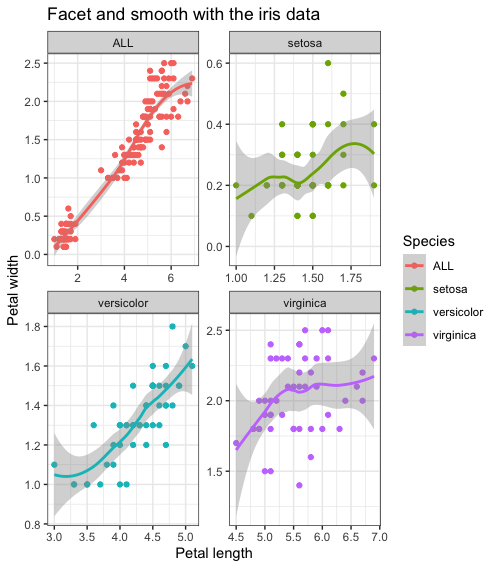 Facet and smooth with the iris data
ALL
setosa
2.5
2.0
1.5
1.0
0.5
0.0
2 4 6
0.6
0.4
0.2
0.0
1.00 1.25 1.50 1.75
Petal width
versicolor
virginica
1.8
1.6
1.4
1.2
1.0
0.8
3.0 3.5 4.0 4.5 5.0
2.5
2.0
1.5
4.5 5.0 5.5 6.0 6.5 7.0
Petal length
Species
ALL
setosa
versicolor
virginica